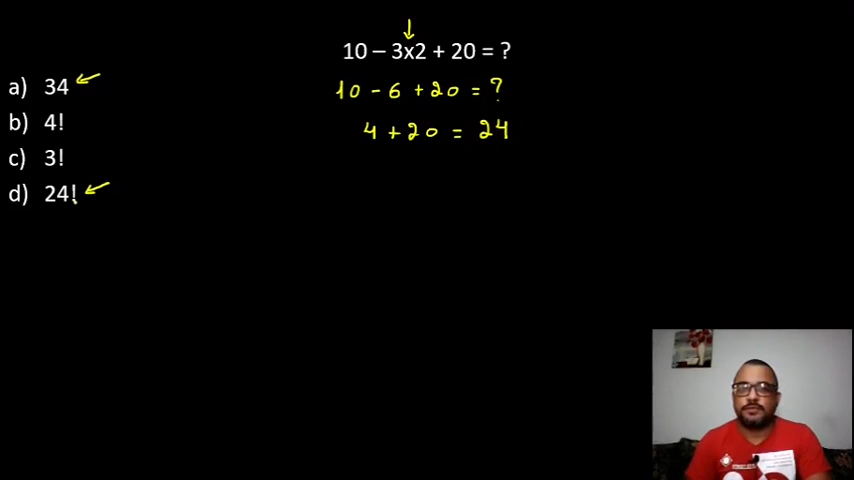 10 – 3x2 + 20 = ?
10 - 6 + 20 = ?
4 + 20 = 24
a) 34
b) 4!
c) 3!
d) 24!